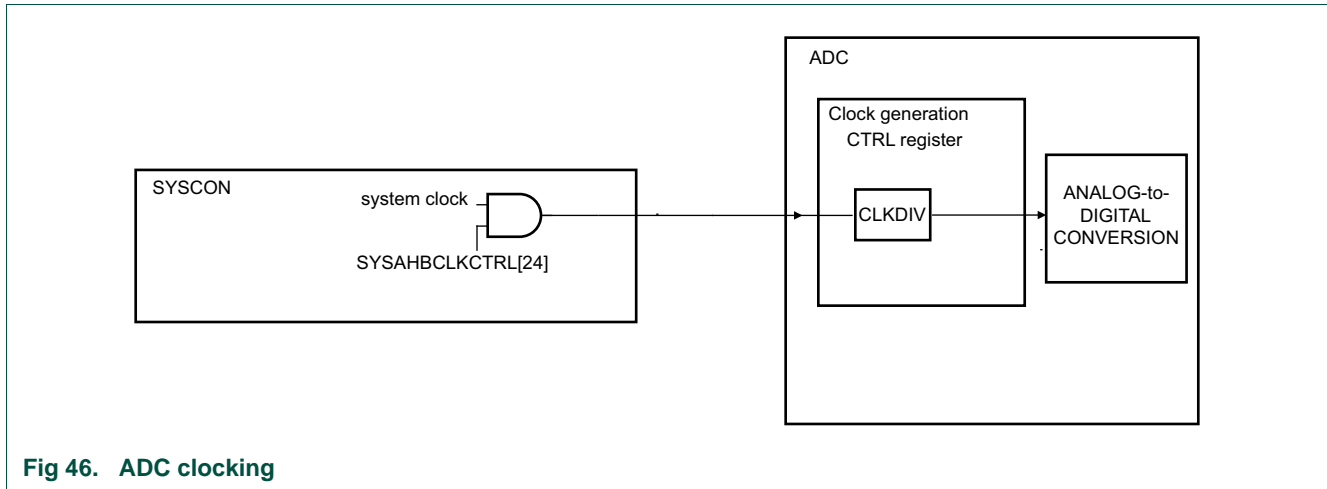 ADC
Clock generation
CTRL register
SYSCON
system clock
SYSAHBCLKCTRL[24]
CLKDIV
ANALOG-to-
DIGITAL
CONVERSION
Fig 46. ADC clocking